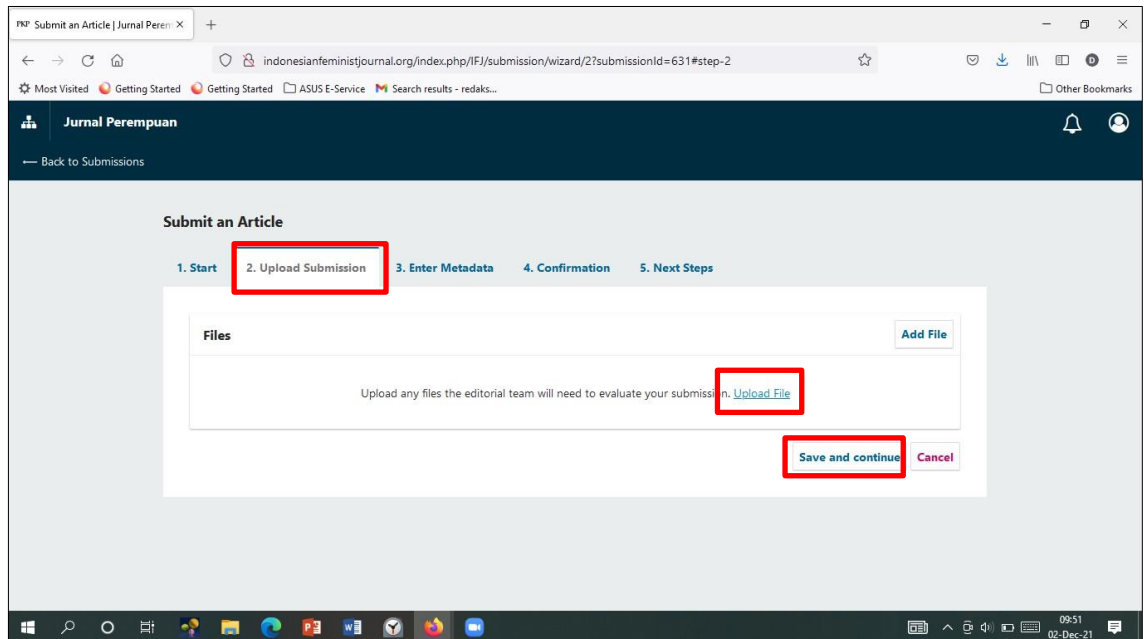 PKP Submit an Article | Jurnal Perem
indonesianfeministjournal.org/index.php/IFJ/submission/wizard/2?submissionId=631#step-2
Most Visited Getting Started Getting Started ASUS E-Service Search results - redaks... Other Bookmarks
Jurnal Perempuan
← Back to Submissions
Submit an Article
1. Start 2. Upload Submission 3. Enter Metadata 4. Confirmation 5. Next Steps
Files Add File
Upload any files the editorial team will need to evaluate your submission. Upload File
Save and continue Cancel
09:51
02-Dec-21